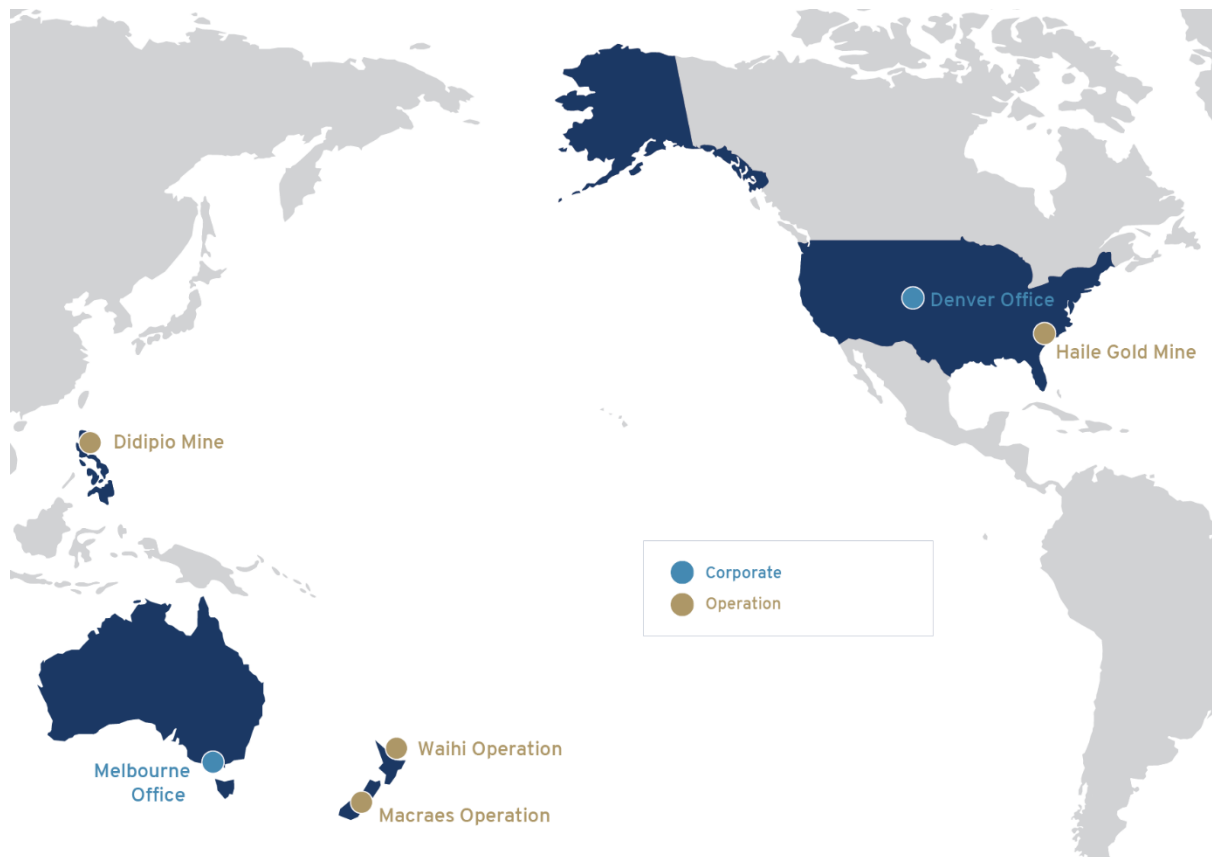 Denver Office
Haile Gold Mine
Didipio Mine
Corporate
Operation
Waihi Operation
Melbourne
Office
Macraes Operation